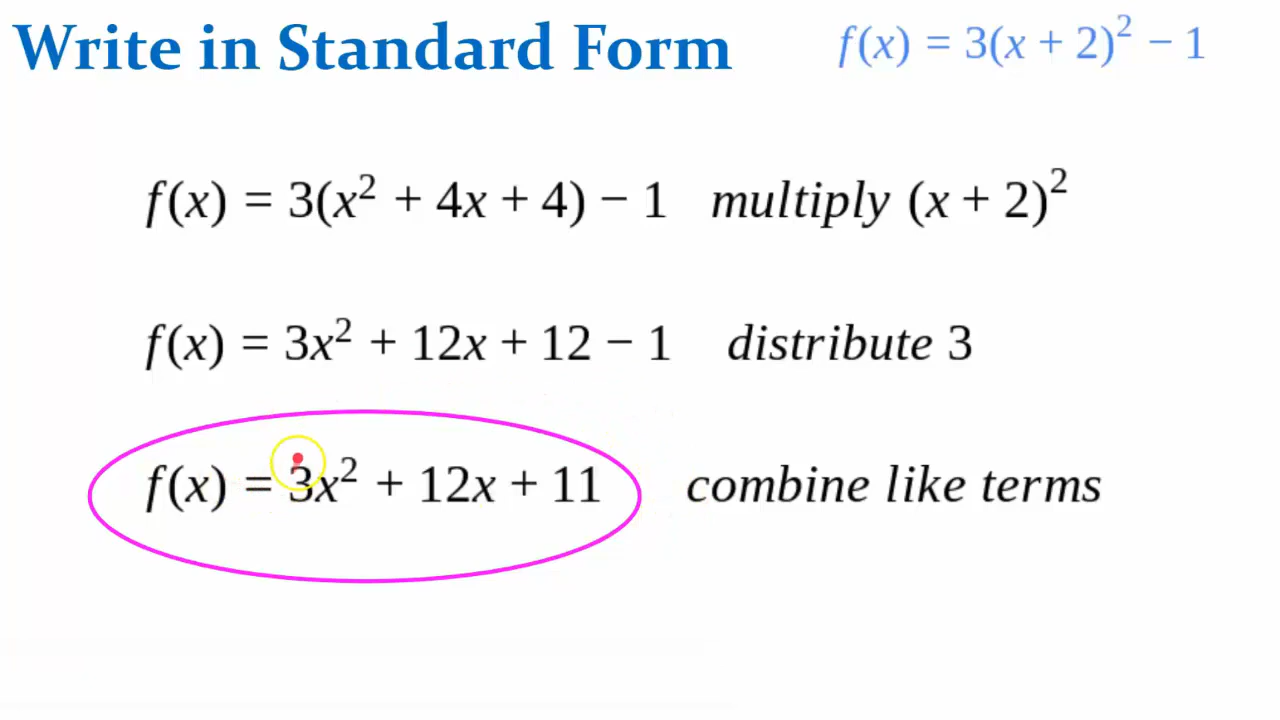 Write in Standard Form
f(x) = 3(x + 2)² − 1
f(x) = 3(x² + 4x + 4) − 1 multiply (x + 2)²
f(x) = 3x² + 12x + 12 − 1 distribute 3
f(x) = 3x² + 12x + 11 combine like terms